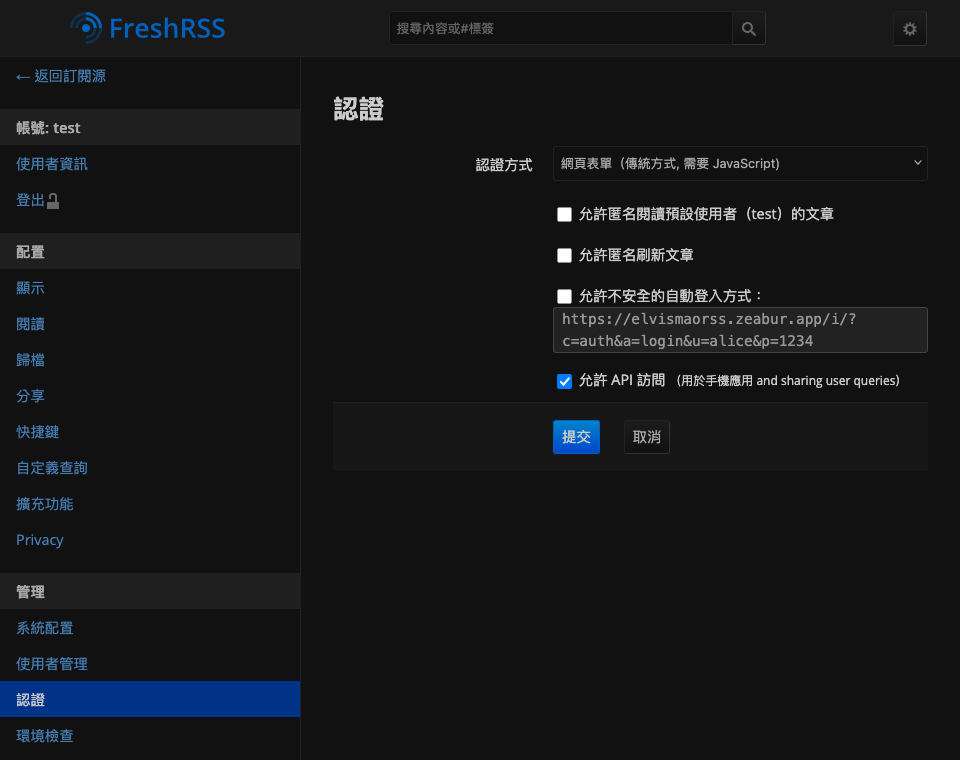 FreshRSS
搜尋內容或#標簽
← 返回訂閱源
帳號: test
使用者資訊
登出
配置
顯示
閱讀
歸檔
分享
快捷鍵
自定義查詢
擴充功能
Privacy
管理
系統配置
使用者管理
認證
環境檢查
認證
認證方式
網頁表單（傳統方式, 需要 JavaScript)
允許匿名閱讀預設使用者（test）的文章
允許匿名刷新文章
允許不安全的自動登入方式：
https://elvismaorss.zeabur.app/i/?
c=auth&a=login&u=alice&p=1234
允許 API 訪問 （用於手機應用 and sharing user queries)
提交 取消